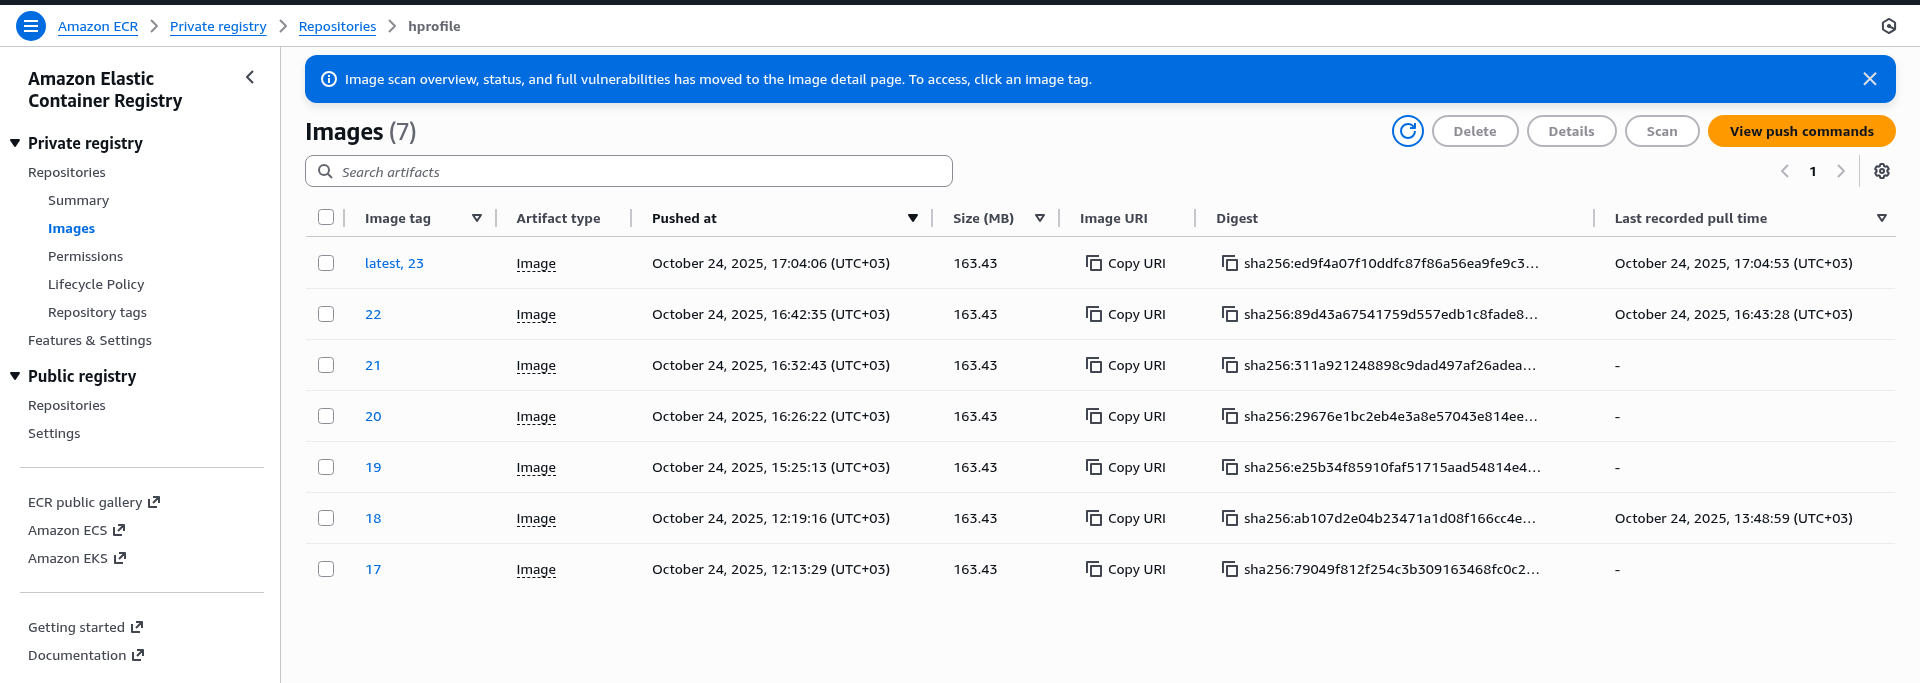 Amazon ECR > Private registry > Repositories > hprofile
Amazon Elastic
Container Registry
Private registry
Repositories
Summary
Images
Permissions
Lifecycle Policy
Repository tags
Features & Settings
Public registry
Repositories
Settings
ECR public gallery
Amazon ECS
Amazon EKS
Getting started
Documentation
Image scan overview, status, and full vulnerabilities has moved to the Image detail page. To access, click an image tag.
Images (7) Delete Details Scan View push commands
Search artifacts 1
Image tag Artifact type Pushed at Size (MB) Image URI Digest Last recorded pull time
latest, 23 Image October 24, 2025, 17:04:06 (UTC+03) 163.43 Copy URI sha256:ed9f4a07f10ddfc87f86a56ea9fe9c3... October 24, 2025, 17:04:53 (UTC+03)
22 Image October 24, 2025, 16:42:35 (UTC+03) 163.43 Copy URI sha256:89d43a67541759d557edb1c8fade8... October 24, 2025, 16:43:28 (UTC+03)
21 Image October 24, 2025, 16:32:43 (UTC+03) 163.43 Copy URI sha256:311a921248898c9dad497af26adea... -
20 Image October 24, 2025, 16:26:22 (UTC+03) 163.43 Copy URI sha256:29676e1bc2eb4e3a8e57043e814ee... -
19 Image October 24, 2025, 15:25:13 (UTC+03) 163.43 Copy URI sha256:e25b34f85910faf51715aad54814e4... -
18 Image October 24, 2025, 12:19:16 (UTC+03) 163.43 Copy URI sha256:ab107d2e04b23471a1d08f166cc4e... October 24, 2025, 13:48:59 (UTC+03)
17 Image October 24, 2025, 12:13:29 (UTC+03) 163.43 Copy URI sha256:79049f812f254c3b309163468fc0c2... -